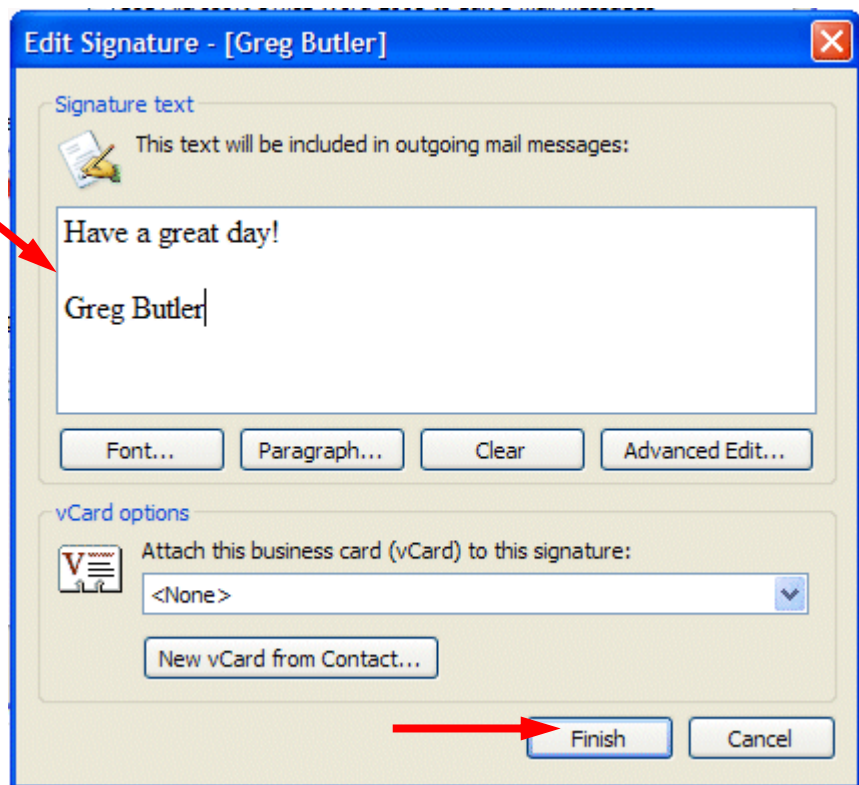 Edit Signature - [Greg Butler]
Signature text
This text will be included in outgoing mail messages:
Have a great day!
Greg Butler
Font... Paragraph... Clear Advanced Edit...
vCard options
Attach this business card (vCard) to this signature:
<None>
New vCard from Contact...
Finish Cancel